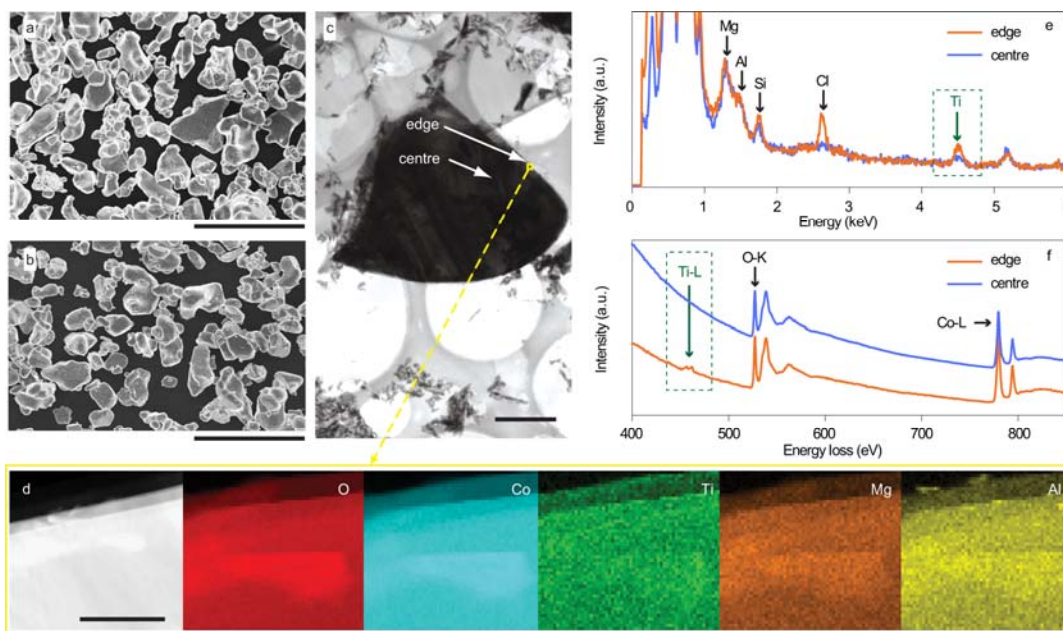 a
b
c
edge
centre
e
edge
centre
Mg
Al
Si
Cl
Ti
Intensity (a.u.)
0 1 2 3 4 5
Energy (keV)
f
edge
centre
Ti-L
O-K
Co-L
Intensity (a.u.)
400 500 600 700 800
Energy loss (eV)
d
O
Co
Ti
Mg
Al